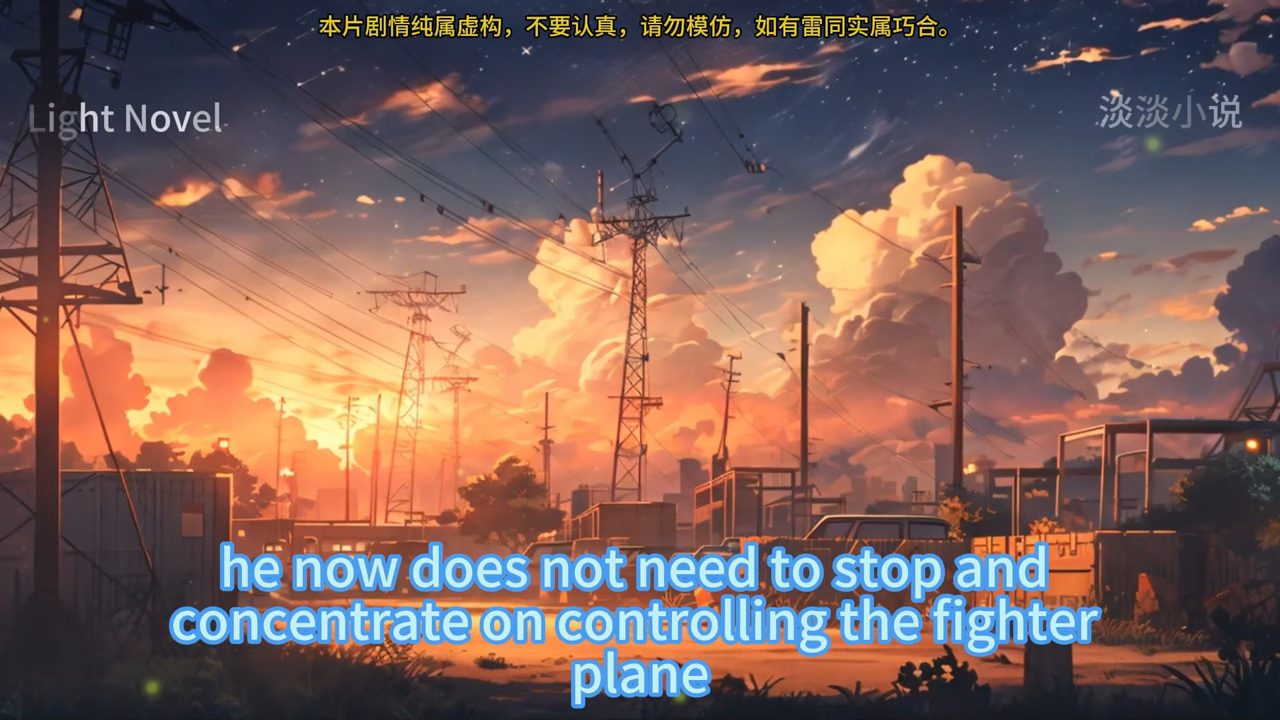 本片剧情纯属虚构，不要认真，请勿模仿，如有雷同实属巧合。
Light Novel
淡淡小说
he now does not need to stop and
concentrate on controlling the fighter
plane